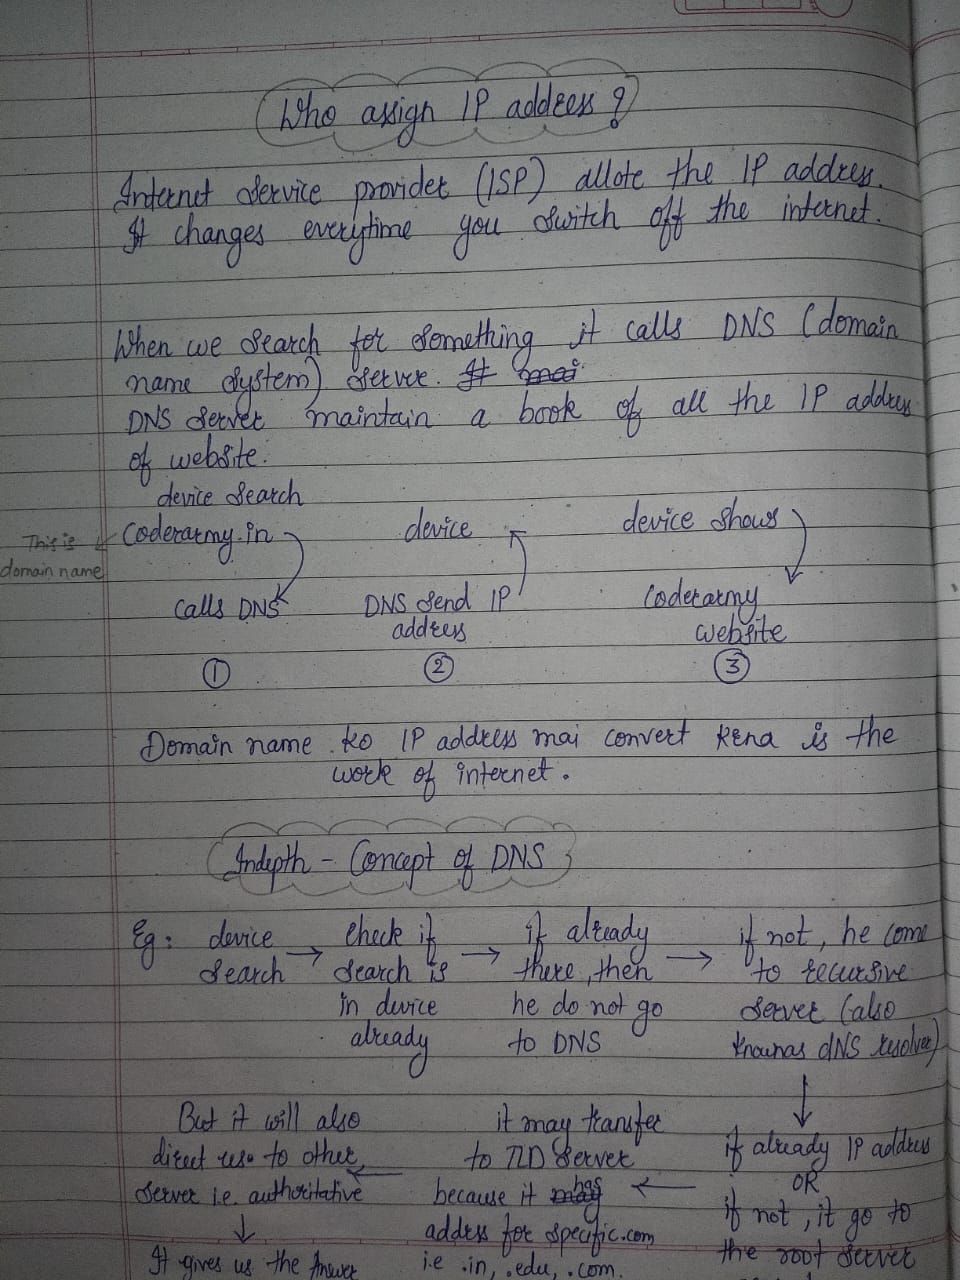 Who assign IP address ?
Internet Service provider (ISP) allote the IP address.
It changes everytime you switch off the internet.
When we search for something it calls DNS (domain
name system) server.
DNS Server maintain a book of all the IP address
of website.
device search
Coderarmy.in
This is
domain name
calls DNS
①
device
DNS send IP
address
②
device shows
Coderarmy
website
③
Domain name ko IP address mai convert krna is the
work of internet.
Indepth - Concept of DNS
Eg: device
search
check if
search is
in device
already
if already
there, then
he do not go
to DNS
if not, he come
to recursive
server (also
known as dNS resolver)
if already IP address
OR
if not, it go to
the root server
it may transfer
to TLD Server
because it has
address for specific.com
i.e .in, .edu, .com.
But it will also
direct us to other
server i.e. authoritative
It gives us the Answer